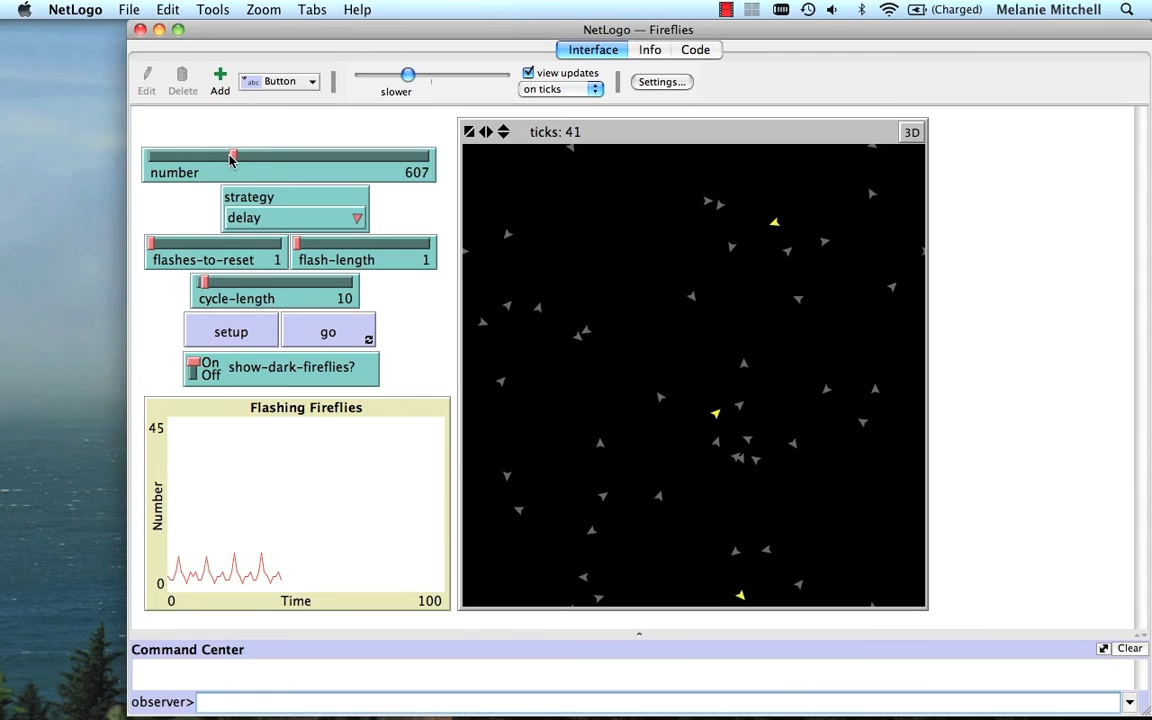 NetLogo File Edit Tools Zoom Tabs Help (Charged) Melanie Mitchell
NetLogo — Fireflies
Interface Info Code
Edit Delete Add abc Button slower view updates on ticks Settings...
ticks: 41 3D
number 607
strategy
delay
flashes-to-reset 1 flash-length 1
cycle-length 10
setup go
On
Off show-dark-fireflies?
Flashing Fireflies
45
Number
0
0 Time 100
Command Center Clear
observer>